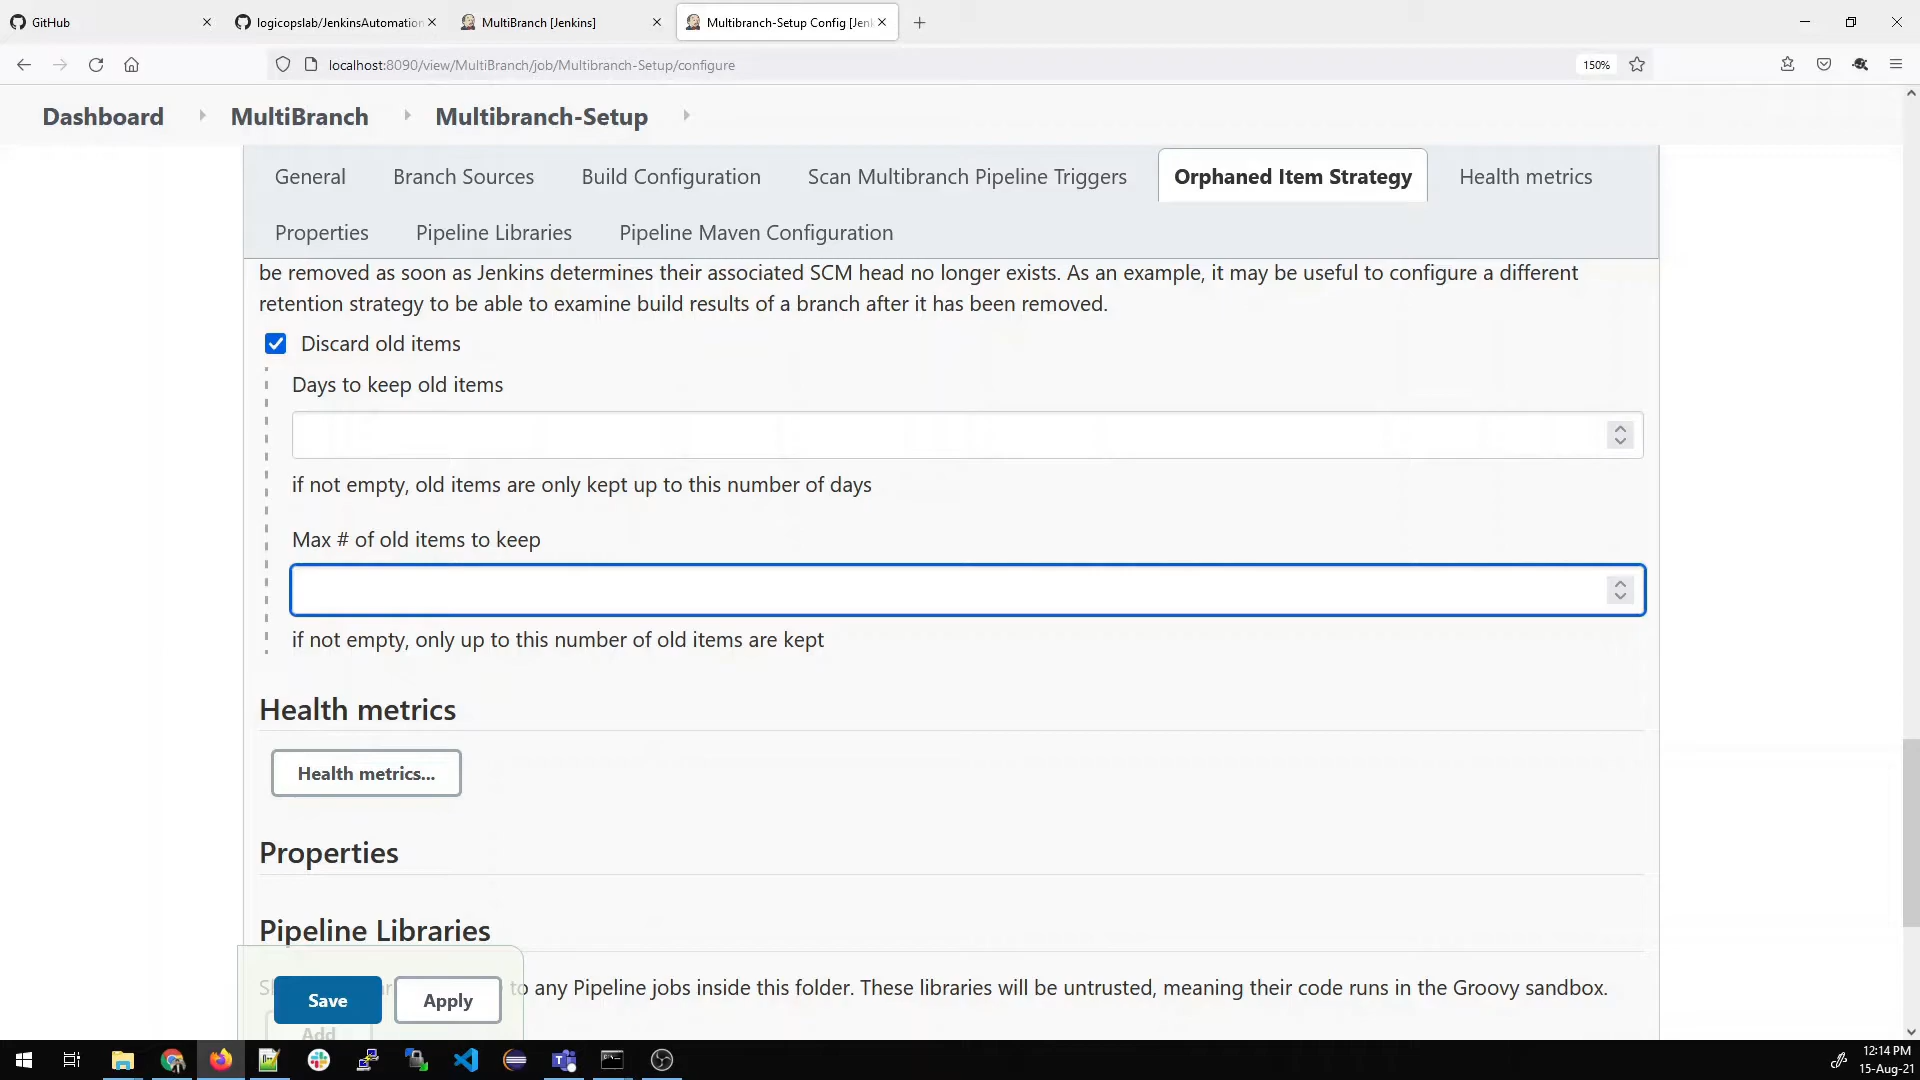 GitHub
logicopslab/JenkinsAutomation
MultiBranch [Jenkins]
Multibranch-Setup Config [Jen
localhost:8090/view/MultiBranch/job/Multibranch-Setup/configure
150%
Dashboard
MultiBranch
Multibranch-Setup
General
Branch Sources
Build Configuration
Scan Multibranch Pipeline Triggers
Orphaned Item Strategy
Health metrics
Properties
Pipeline Libraries
Pipeline Maven Configuration
be removed as soon as Jenkins determines their associated SCM head no longer exists. As an example, it may be useful to configure a different
retention strategy to be able to examine build results of a branch after it has been removed.
Discard old items
Days to keep old items
if not empty, old items are only kept up to this number of days
Max # of old items to keep
if not empty, only up to this number of old items are kept
Health metrics
Health metrics...
Properties
Pipeline Libraries
to any Pipeline jobs inside this folder. These libraries will be untrusted, meaning their code runs in the Groovy sandbox.
Save
Apply
Add
12:14 PM
15-Aug-21